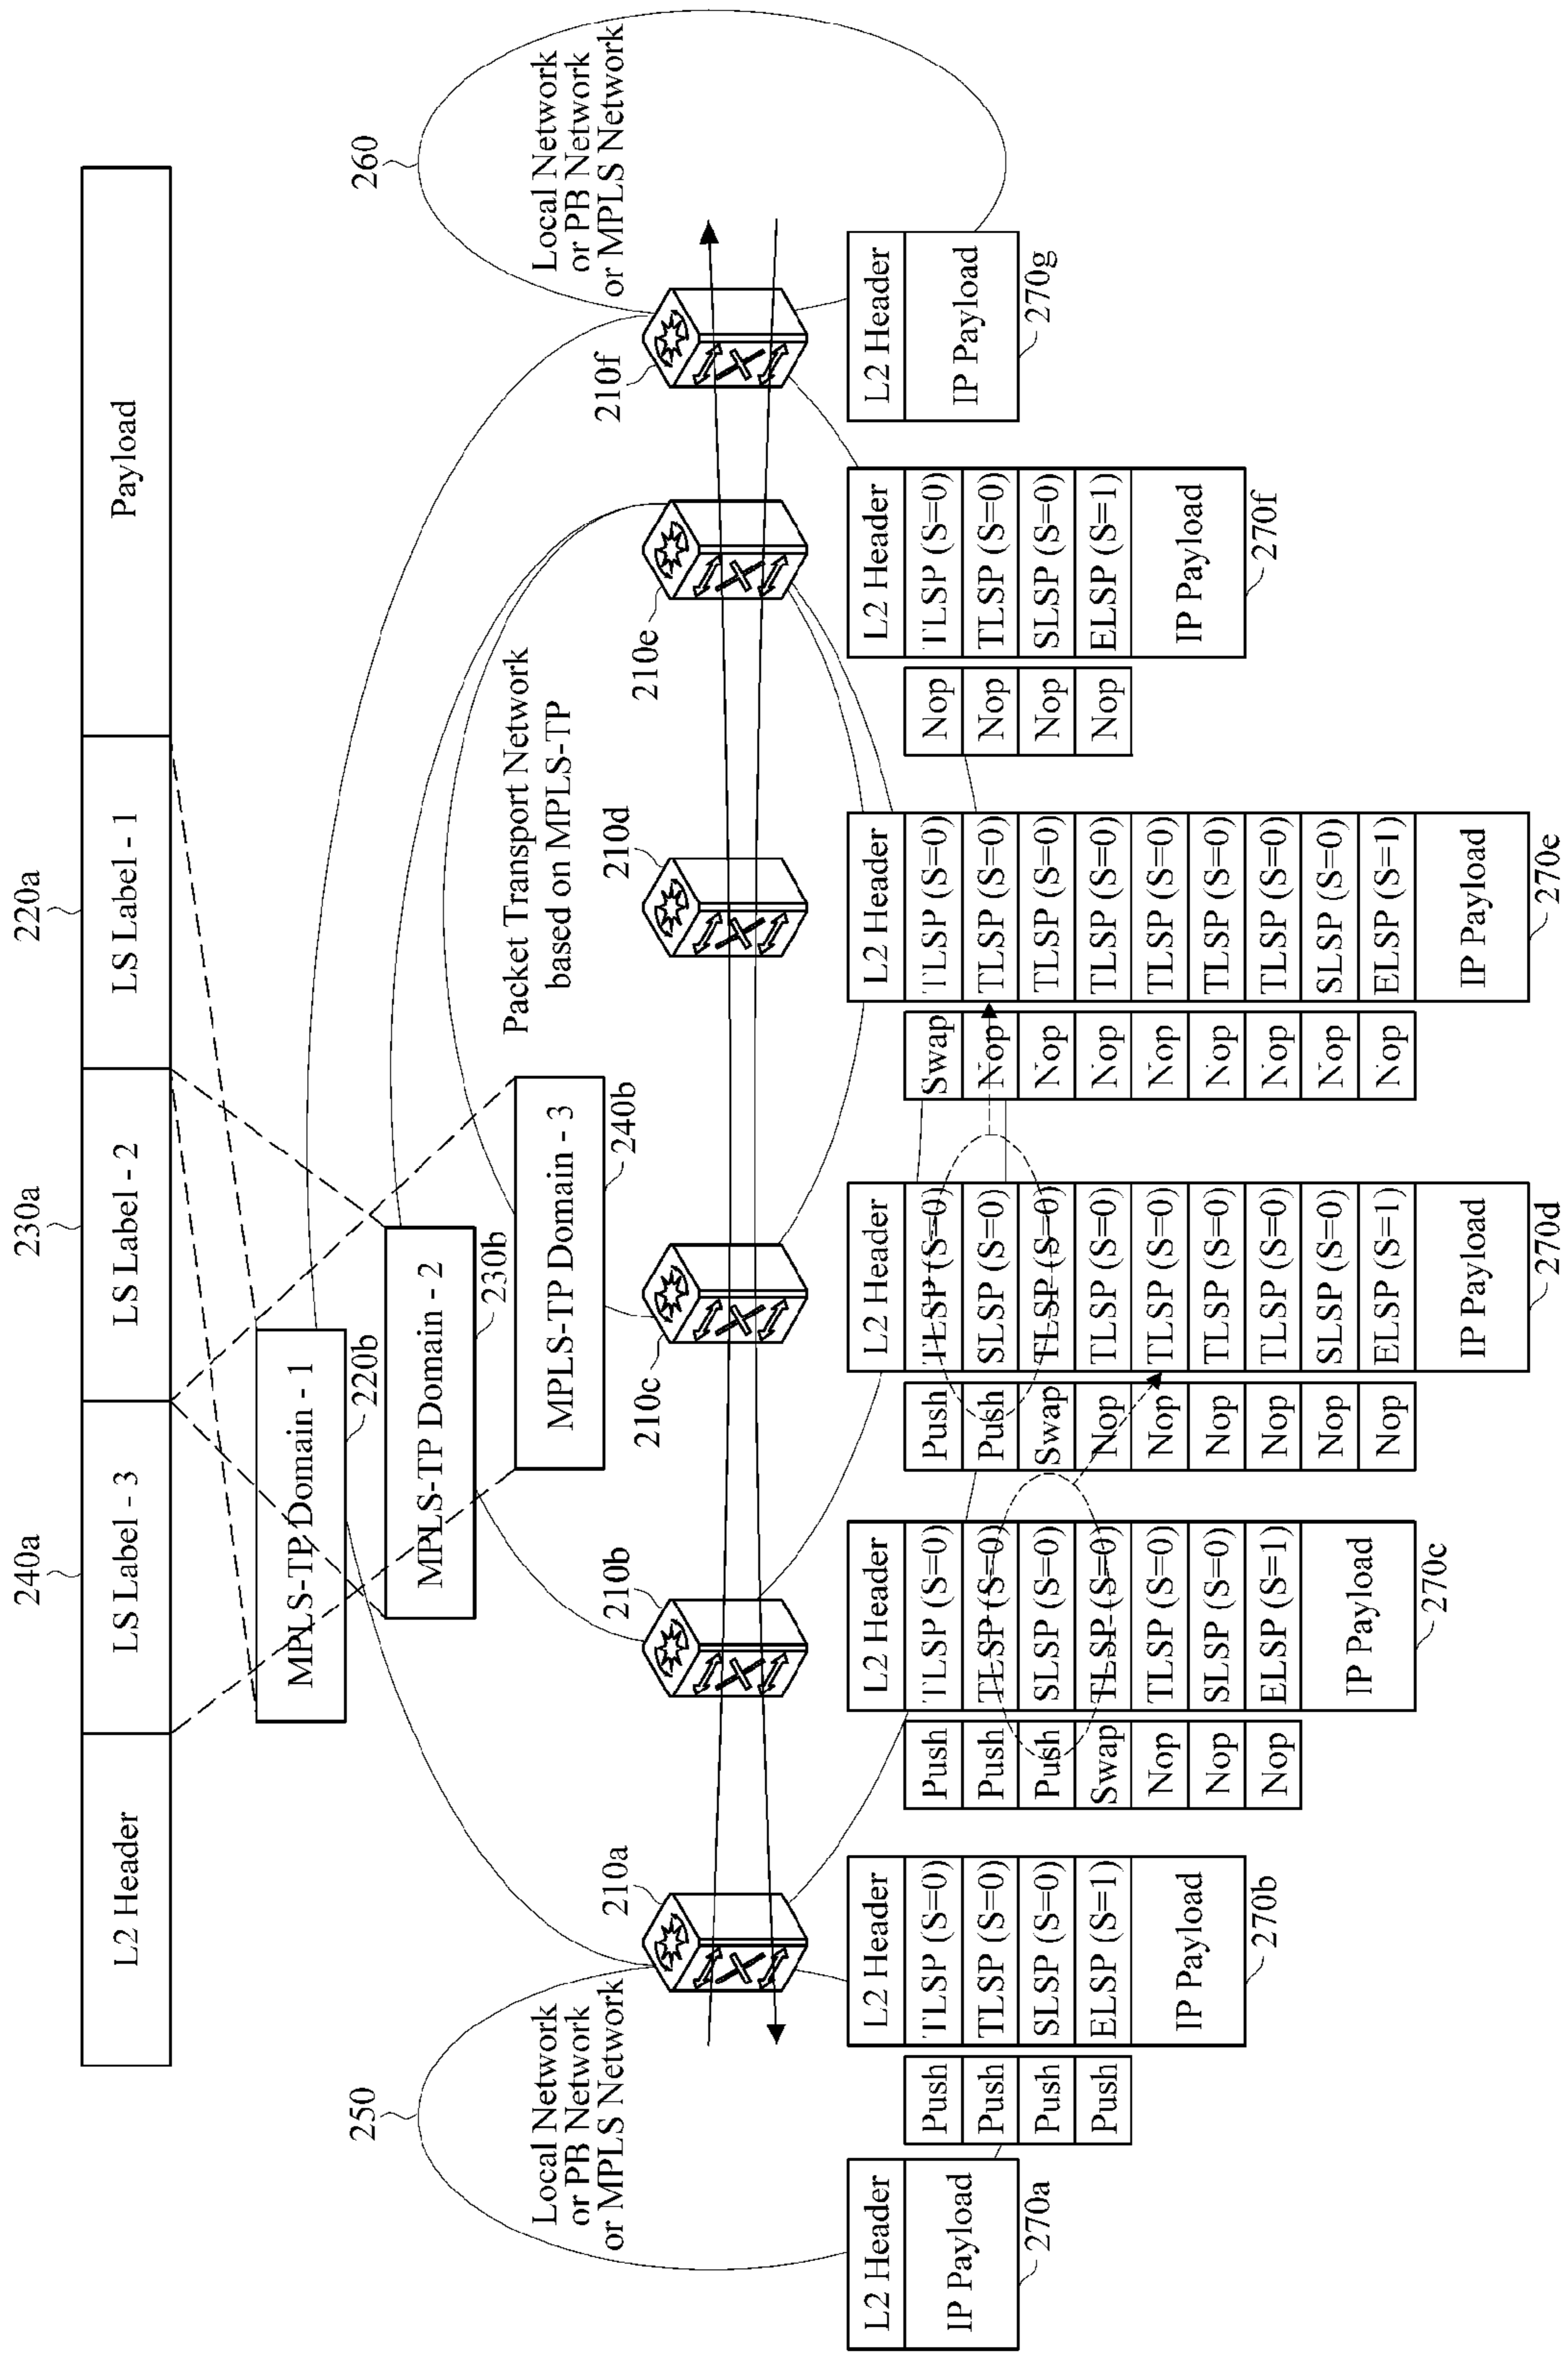 240a
230a
220a
L2 Header
LS Label - 3
LS Label - 2
LS Label - 1
Payload
MPLS-TP Domain - 1
220b
MPLS-TP Domain - 2
230b
MPLS-TP Domain - 3
240b
250
Local Network
or PB Network
or MPLS Network
Packet Transport Network
based on MPLS-TP
260
Local Network
or PB Network
or MPLS Network
210a
210b
210c
210d
210e
210f
L2 Header
IP Payload
270a
Push
Push
Push
Push
L2 Header
TLSP (S=0)
TLSP (S=0)
SLSP (S=0)
ELSP (S=1)
IP Payload
270b
Push
Push
Push
Swap
Nop
Nop
Nop
L2 Header
TLSP (S=0)
TLSP (S=0)
SLSP (S=0)
TLSP (S=0)
TLSP (S=0)
SLSP (S=0)
ELSP (S=1)
IP Payload
270c
Push
Push
Swap
Nop
Nop
Nop
Nop
Nop
Nop
L2 Header
TLSP (S=0)
SLSP (S=0)
TLSP (S=0)
TLSP (S=0)
TLSP (S=0)
TLSP (S=0)
TLSP (S=0)
SLSP (S=0)
ELSP (S=1)
IP Payload
270d
Swap
Nop
Nop
Nop
Nop
Nop
Nop
Nop
Nop
L2 Header
TLSP (S=0)
TLSP (S=0)
TLSP (S=0)
TLSP (S=0)
TLSP (S=0)
TLSP (S=0)
TLSP (S=0)
SLSP (S=0)
ELSP (S=1)
IP Payload
270e
Nop
Nop
Nop
Nop
L2 Header
TLSP (S=0)
TLSP (S=0)
SLSP (S=0)
ELSP (S=1)
IP Payload
270f
L2 Header
IP Payload
270g